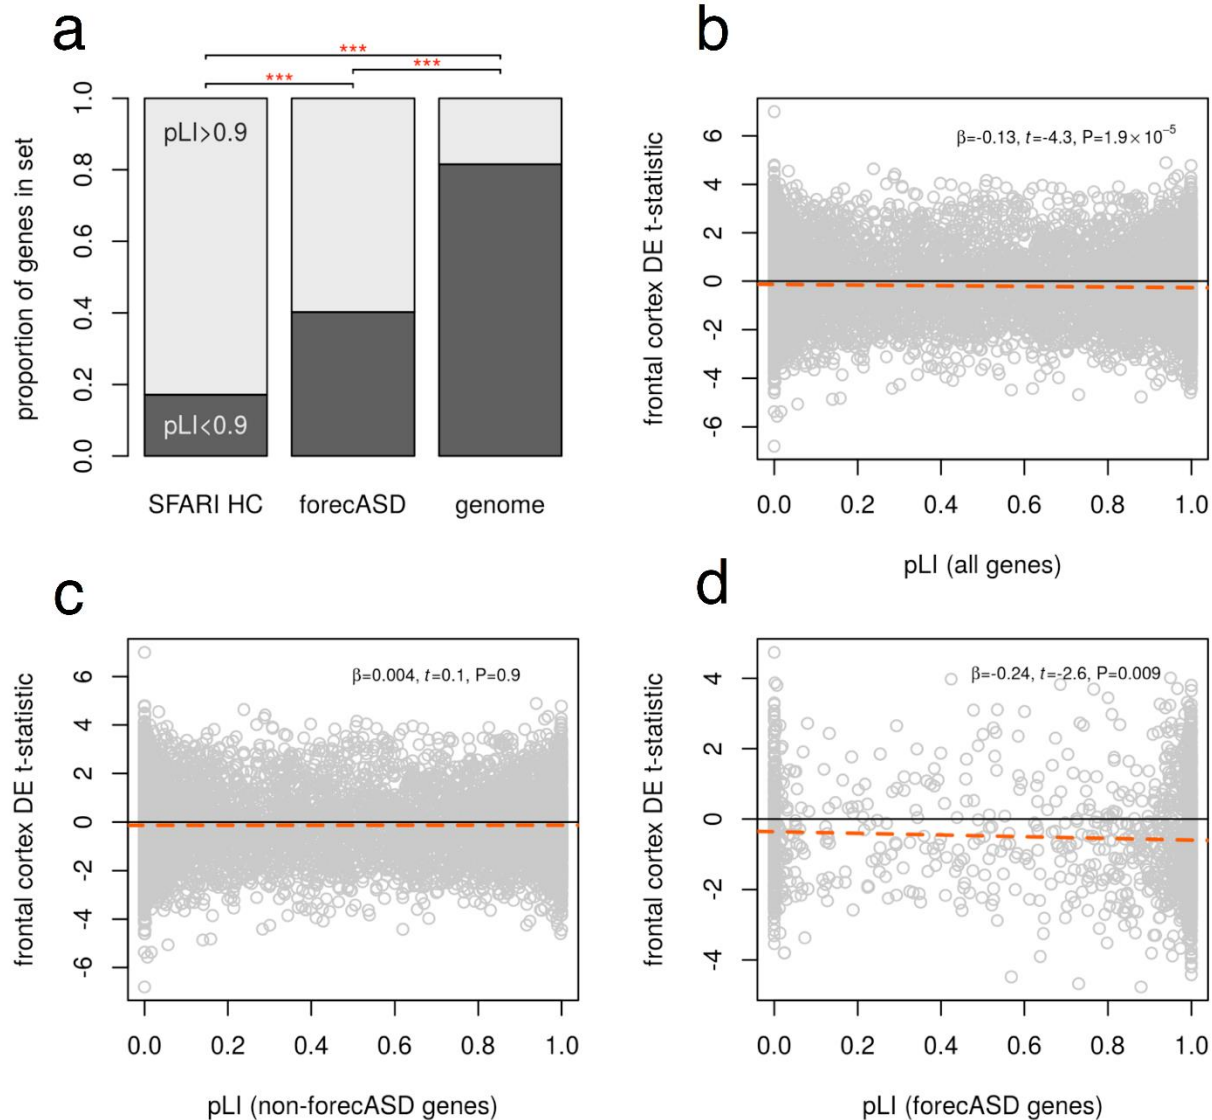 a
***
***
***
proportion of genes in set
1.0
0.8
0.6
0.4
0.2
0.0
pLI>0.9
pLI<0.9
SFARI HC forecASD genome
b
frontal cortex DE t-statistic
6
4
2
0
-2
-4
-6
β=-0.13, t=-4.3, P=1.9×10⁻⁵
0.0 0.2 0.4 0.6 0.8 1.0
pLI (all genes)
c
frontal cortex DE t-statistic
6
4
2
0
-2
-4
-6
β=0.004, t=0.1, P=0.9
0.0 0.2 0.4 0.6 0.8 1.0
pLI (non-forecASD genes)
d
frontal cortex DE t-statistic
4
2
0
-2
-4
β=-0.24, t=-2.6, P=0.009
0.0 0.2 0.4 0.6 0.8 1.0
pLI (forecASD genes)